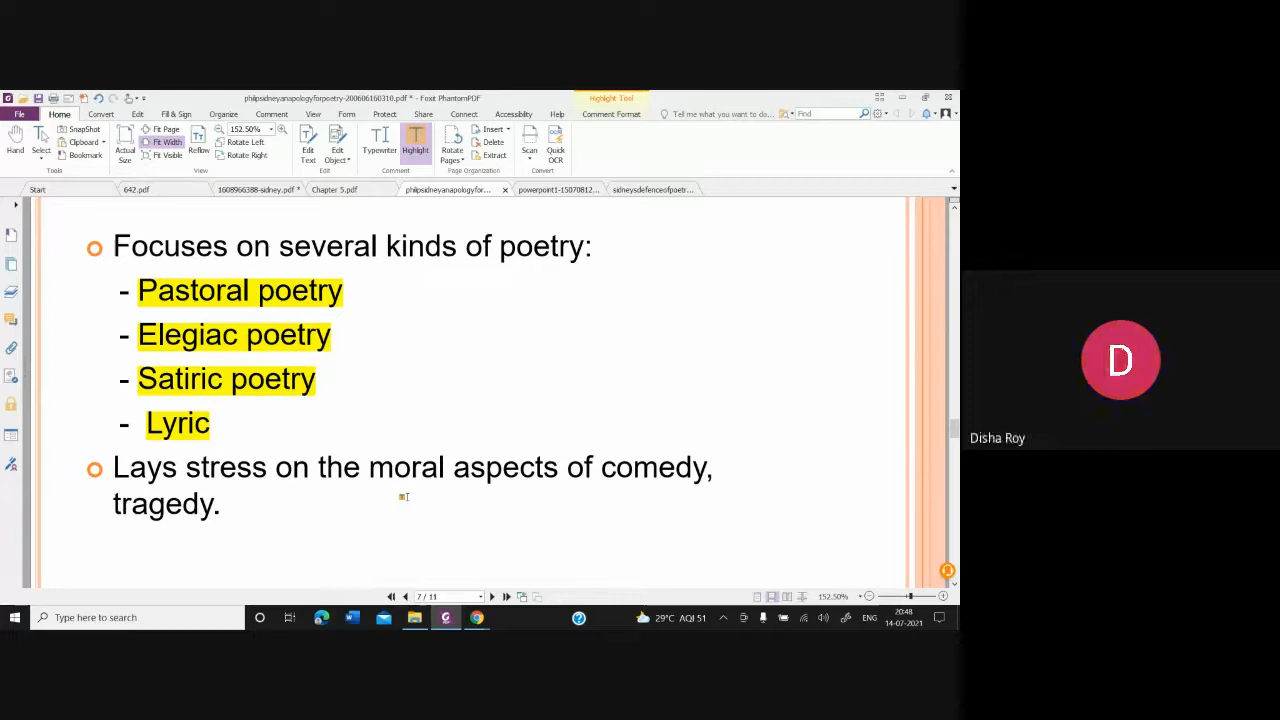 philipsidneyanapologyforpoetry-200606160310.pdf * - Foxit PhantomPDF
Highlight Tool
File Home Convert Edit Fill & Sign Organize Comment View Form Protect Share Connect Accessibility Help Comment Format Tell me what you want to do... Find
Hand Select SnapShot Clipboard Bookmark
Actual Size Fit Page Fit Width Fit Visible Reflow 152.50% Rotate Left Rotate Right
Edit Text Edit Object Typewriter Highlight Rotate Pages Insert Delete Extract Scan Quick OCR
Tools View Edit Comment Page Organization Convert
Start 642.pdf 1608966388-sidney.pdf * Chapter 5.pdf philpsidneyanapologyfor... powerpoint1-15070812... sidneysdefenceofpoetr...
Focuses on several kinds of poetry:
- Pastoral poetry
- Elegiac poetry
- Satiric poetry
- Lyric
Lays stress on the moral aspects of comedy,
tragedy.
D
Disha Roy
7 / 11 152.50%
Type here to search 29°C AQI 51 ENG 20:48
14-07-2021